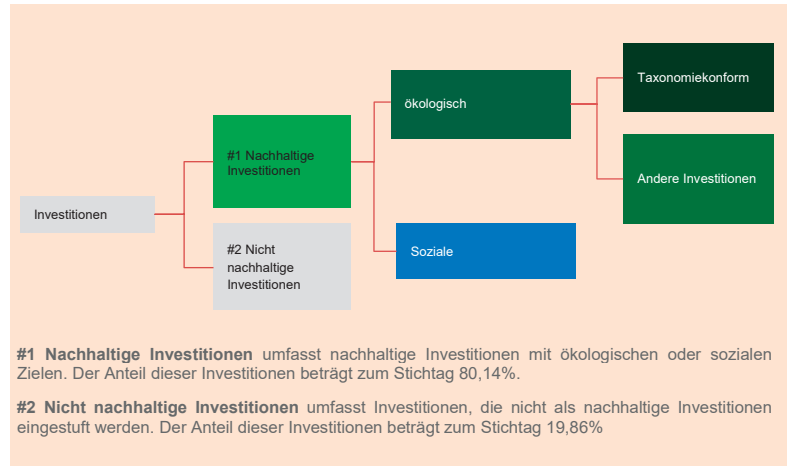 Taxonomiekonform
ökologisch
#1 Nachhaltige
Investitionen
Andere Investitionen
Investitionen
#2 Nicht
nachhaltige
Investitionen
Soziale
#1 Nachhaltige Investitionen umfasst nachhaltige Investitionen mit ökologischen oder sozialen
Zielen. Der Anteil dieser Investitionen beträgt zum Stichtag 80,14%.
#2 Nicht nachhaltige Investitionen umfasst Investitionen, die nicht als nachhaltige Investitionen
eingestuft werden. Der Anteil dieser Investitionen beträgt zum Stichtag 19,86%